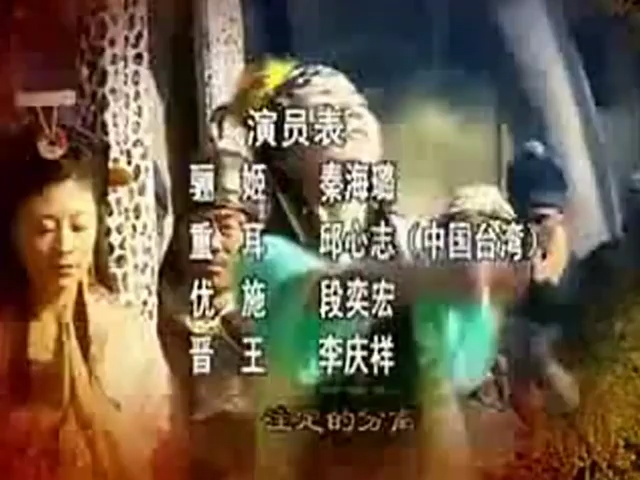 演员表
骊 姬 秦海璐
重 耳 邱心志（中国台湾）
优 施 段奕宏
晋 王 李庆祥
注定的分离